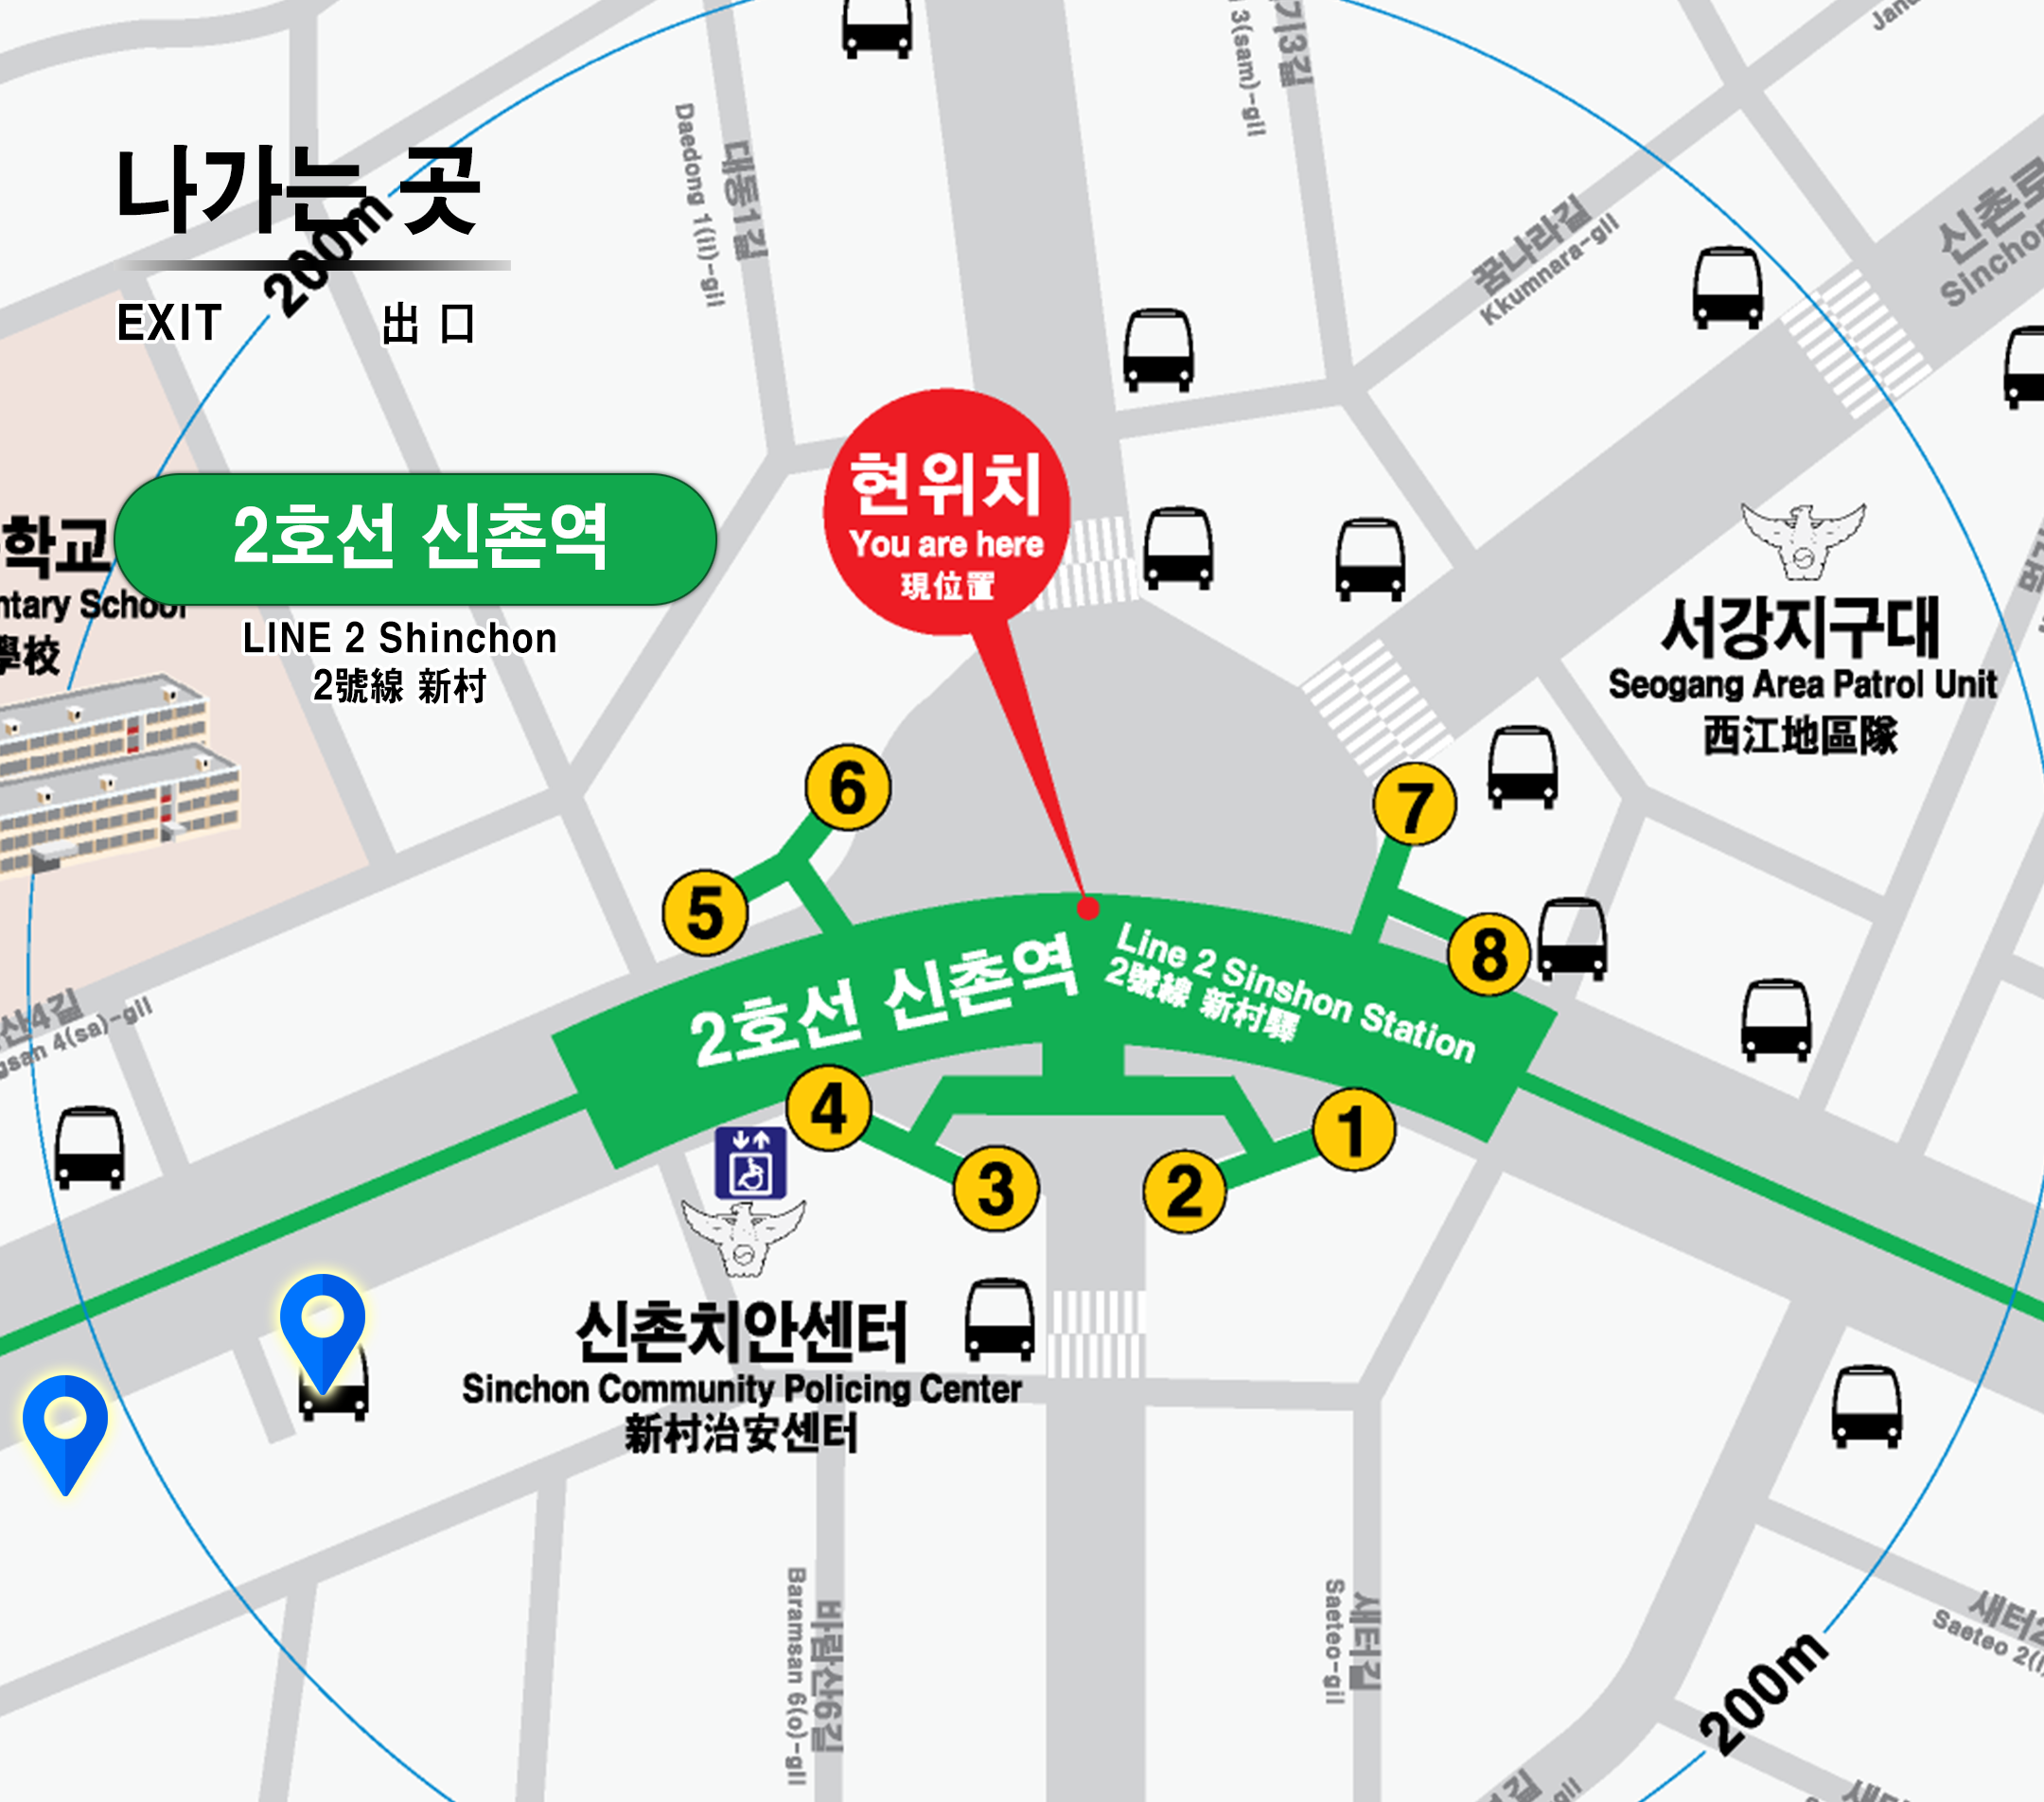 나가는 곳
200m
EXIT 出 口
2호선 신촌역
LINE 2 Shinchon
2號線 新村
학교
ntary School
學校
대동1길
Daedong 1(il)-gil
기3길
3(sam)-gil
꿈나라길
Kkumnara-gil
신촌로
Sinchon
현위치
You are here
現位置
서강지구대
Seogang Area Patrol Unit
西江地區隊
6
5
7
8
2호선 신촌역
Line 2 Sinshon Station
2號線 新村驛
4
3
2
1
산4길
gsan 4(sa)-gil
신촌치안센터
Sinchon Community Policing Center
新村治安센터
바람산6길
Baramsan 6(o)-gil
새터길
Saeteo-gil
새터2
Saeteo 2(i
200m